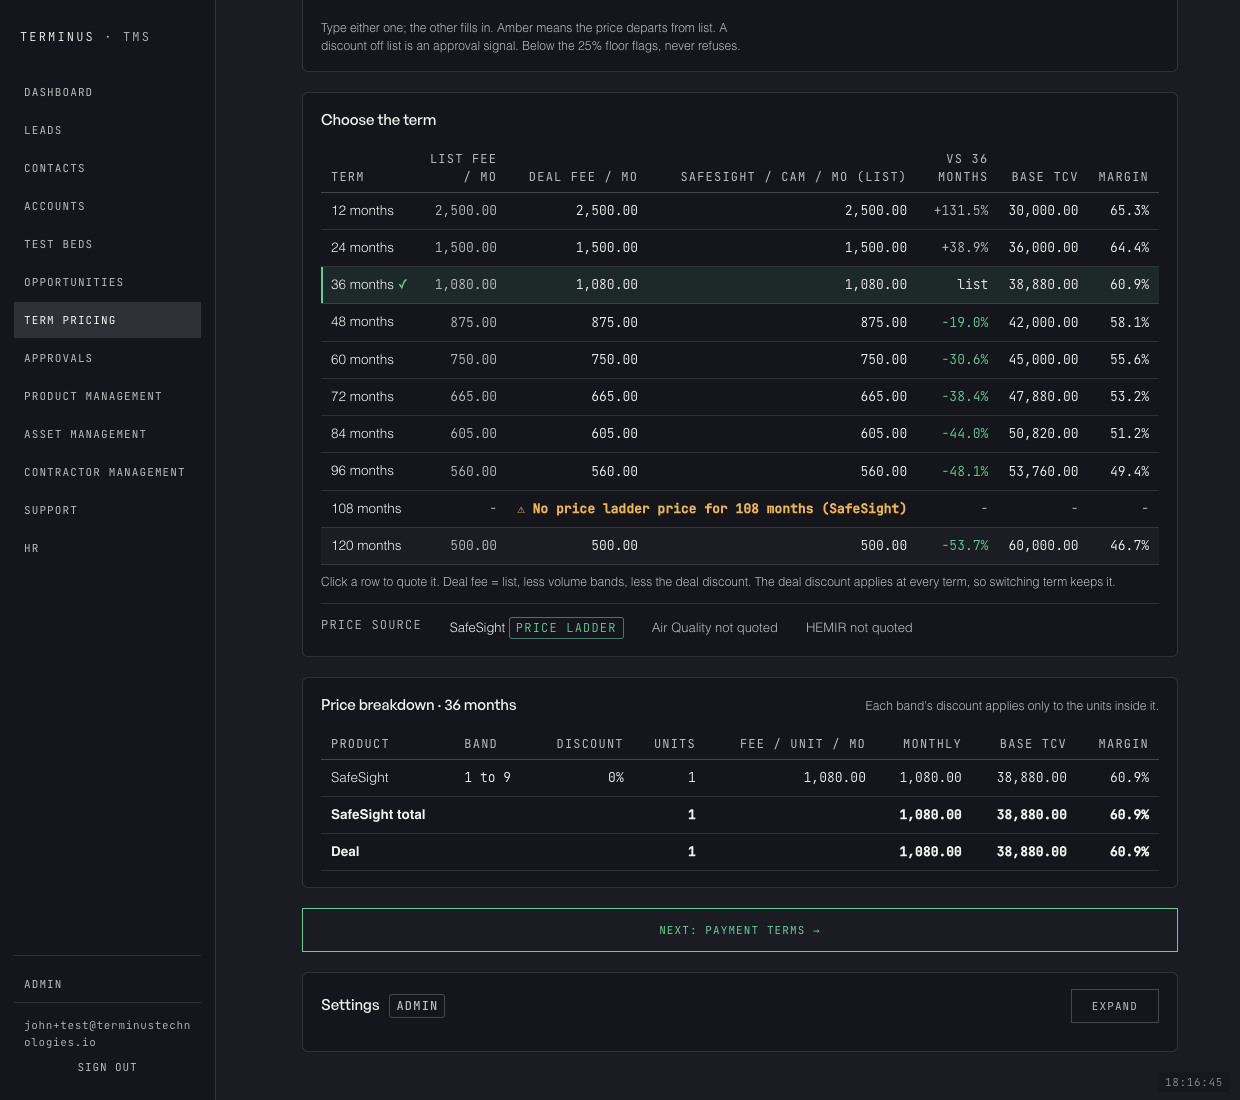 TERMINUS · TMS
DASHBOARD
LEADS
CONTACTS
ACCOUNTS
TEST BEDS
OPPORTUNITIES
TERM PRICING
APPROVALS
PRODUCT MANAGEMENT
ASSET MANAGEMENT
CONTRACTOR MANAGEMENT
SUPPORT
HR
ADMIN
john+test@terminustechn
ologies.io
SIGN OUT
Type either one; the other fills in. Amber means the price departs from list. A
discount off list is an approval signal. Below the 25% floor flags, never refuses.
Choose the term
TERM LIST FEE / MO DEAL FEE / MO SAFESIGHT / CAM / MO (LIST) VS 36 MONTHS BASE TCV MARGIN
12 months 2,500.00 2,500.00 2,500.00 +131.5% 30,000.00 65.3%
24 months 1,500.00 1,500.00 1,500.00 +38.9% 36,000.00 64.4%
36 months ✓ 1,080.00 1,080.00 1,080.00 list 38,880.00 60.9%
48 months 875.00 875.00 875.00 -19.0% 42,000.00 58.1%
60 months 750.00 750.00 750.00 -30.6% 45,000.00 55.6%
72 months 665.00 665.00 665.00 -38.4% 47,880.00 53.2%
84 months 605.00 605.00 605.00 -44.0% 50,820.00 51.2%
96 months 560.00 560.00 560.00 -48.1% 53,760.00 49.4%
108 months - ⚠ No price ladder price for 108 months (SafeSight) - - -
120 months 500.00 500.00 500.00 -53.7% 60,000.00 46.7%
Click a row to quote it. Deal fee = list, less volume bands, less the deal discount. The deal discount applies at every term, so switching term keeps it.
PRICE SOURCE SafeSight PRICE LADDER Air Quality not quoted HEMIR not quoted
Price breakdown · 36 months Each band's discount applies only to the units inside it.
PRODUCT BAND DISCOUNT UNITS FEE / UNIT / MO MONTHLY BASE TCV MARGIN
SafeSight 1 to 9 0% 1 1,080.00 1,080.00 38,880.00 60.9%
SafeSight total 1 1,080.00 38,880.00 60.9%
Deal 1 1,080.00 38,880.00 60.9%
NEXT: PAYMENT TERMS →
Settings ADMIN EXPAND
18:16:45